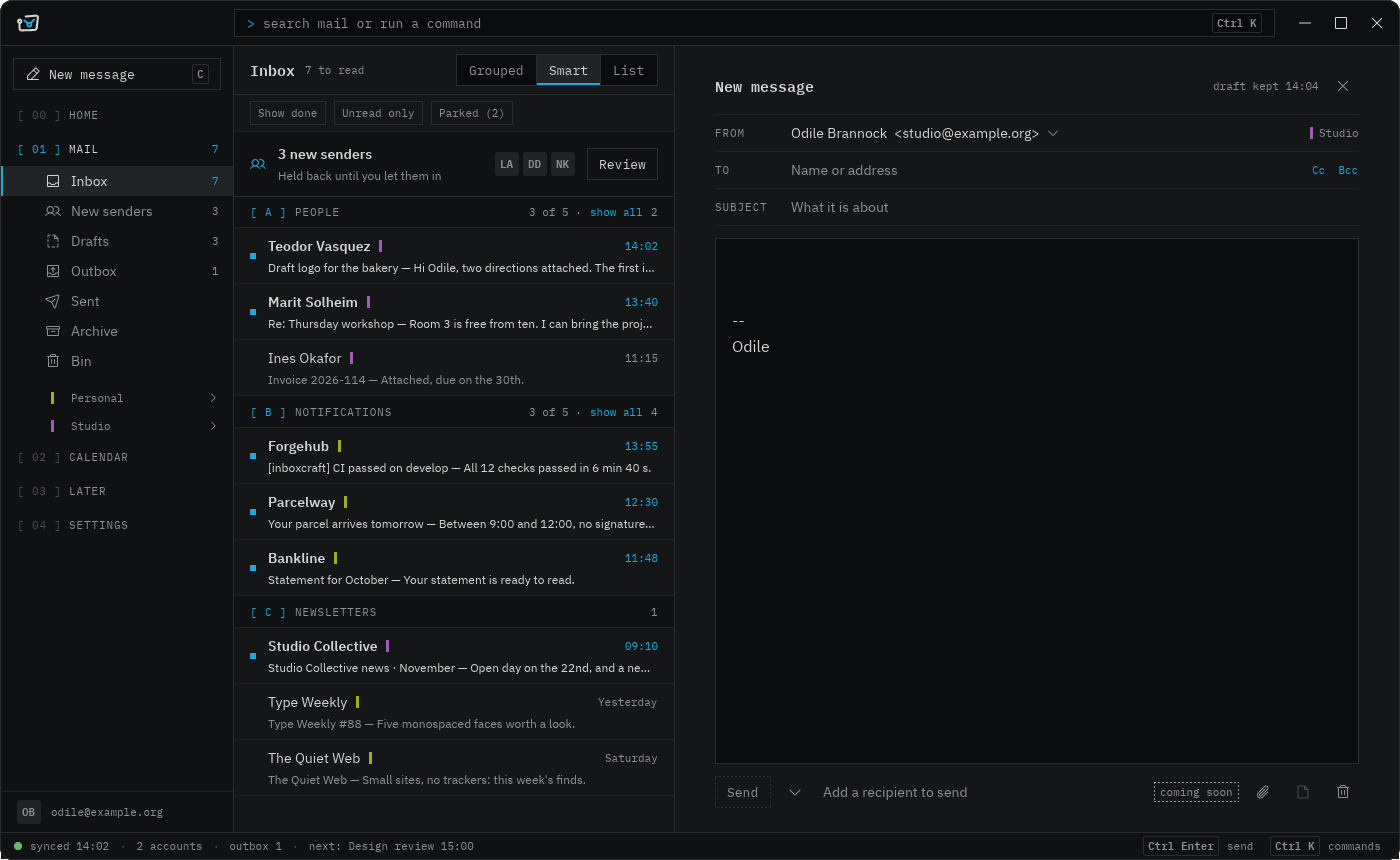 > search mail or run a command Ctrl K
New message C
[ 00 ] HOME
[ 01 ] MAIL 7
Inbox 7
New senders 3
Drafts 3
Outbox 1
Sent
Archive
Bin
Personal
Studio
[ 02 ] CALENDAR
[ 03 ] LATER
[ 04 ] SETTINGS
OB odile@example.org
Inbox 7 to read Grouped Smart List
Show done Unread only Parked (2)
3 new senders
Held back until you let them in
LA DD NK Review
[ A ] PEOPLE 3 of 5 · show all 2
Teodor Vasquez 14:02
Draft logo for the bakery — Hi Odile, two directions attached. The first i…
Marit Solheim 13:40
Re: Thursday workshop — Room 3 is free from ten. I can bring the proj…
Ines Okafor 11:15
Invoice 2026-114 — Attached, due on the 30th.
[ B ] NOTIFICATIONS 3 of 5 · show all 4
Forgehub 13:55
[inboxcraft] CI passed on develop — All 12 checks passed in 6 min 40 s.
Parcelway 12:30
Your parcel arrives tomorrow — Between 9:00 and 12:00, no signature…
Bankline 11:48
Statement for October — Your statement is ready to read.
[ C ] NEWSLETTERS 1
Studio Collective 09:10
Studio Collective news · November — Open day on the 22nd, and a ne…
Type Weekly Yesterday
Type Weekly #88 — Five monospaced faces worth a look.
The Quiet Web Saturday
The Quiet Web — Small sites, no trackers: this week's finds.
New message draft kept 14:04
FROM Odile Brannock <studio@example.org> Studio
TO Name or address Cc Bcc
SUBJECT What it is about
--
Odile
Send Add a recipient to send coming soon
synced 14:02 · 2 accounts · outbox 1 · next: Design review 15:00 Ctrl Enter send Ctrl K commands